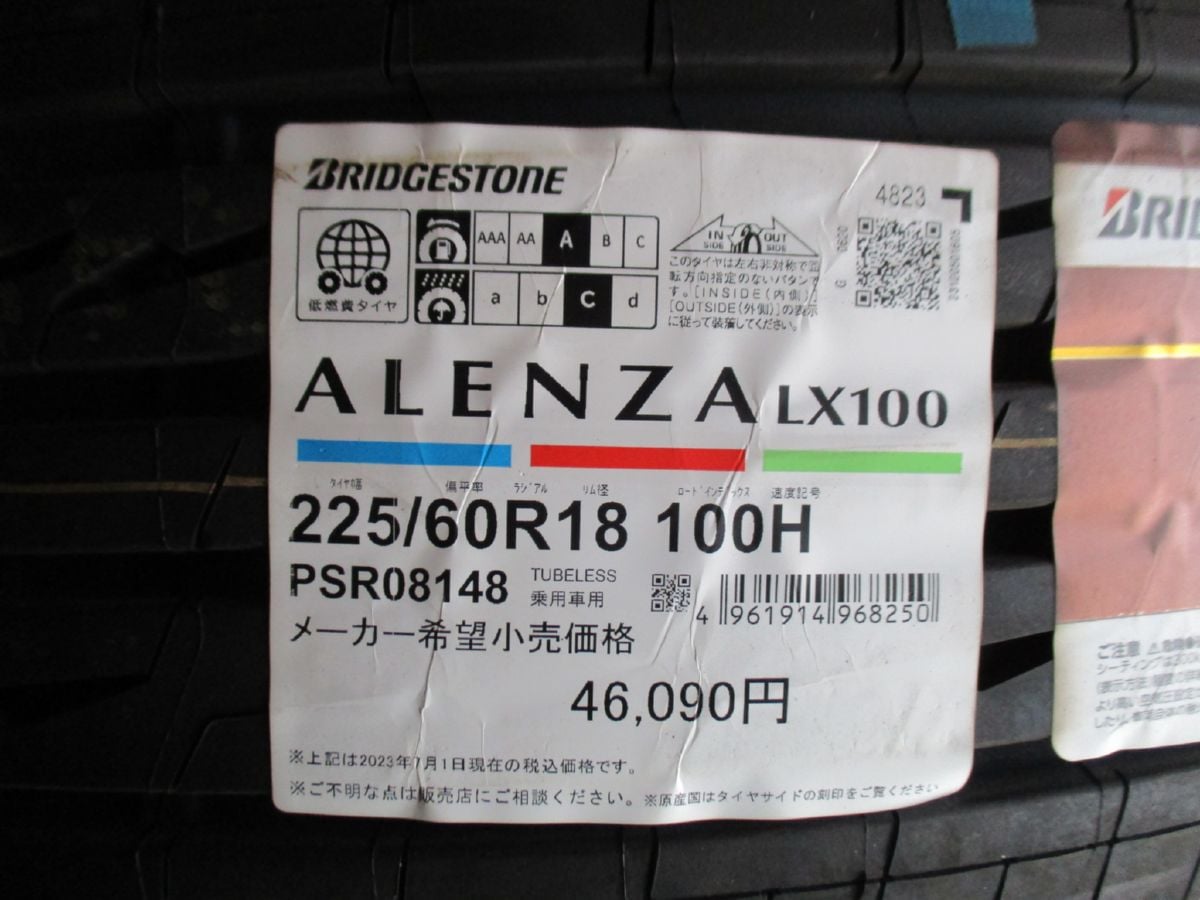 BRIDGESTONE
4823
低燃費タイヤ
AAA AA A B C
a b c d
IN SIDE OUT SIDE
このタイヤは左右非対称で回
転方向指定のないパタンで
す。[INSIDE(内側)]
[OUTSIDE(外側)]の表示
に従って装着してください。
0060
ALENZA LX100
タイヤ幅 偏平率 ラジアル リム径 ロードインデックス 速度記号
225/60R18 100H
PSR08148 TUBELESS
乗用車用
4 961914 968250
メーカー希望小売価格
46,090円
※上記は2023年7月1日現在の税込価格です。
※ご不明な点は販売店にご相談ください。※原産国はタイヤサイドの刻印をご覧ください
BRI
ご注意